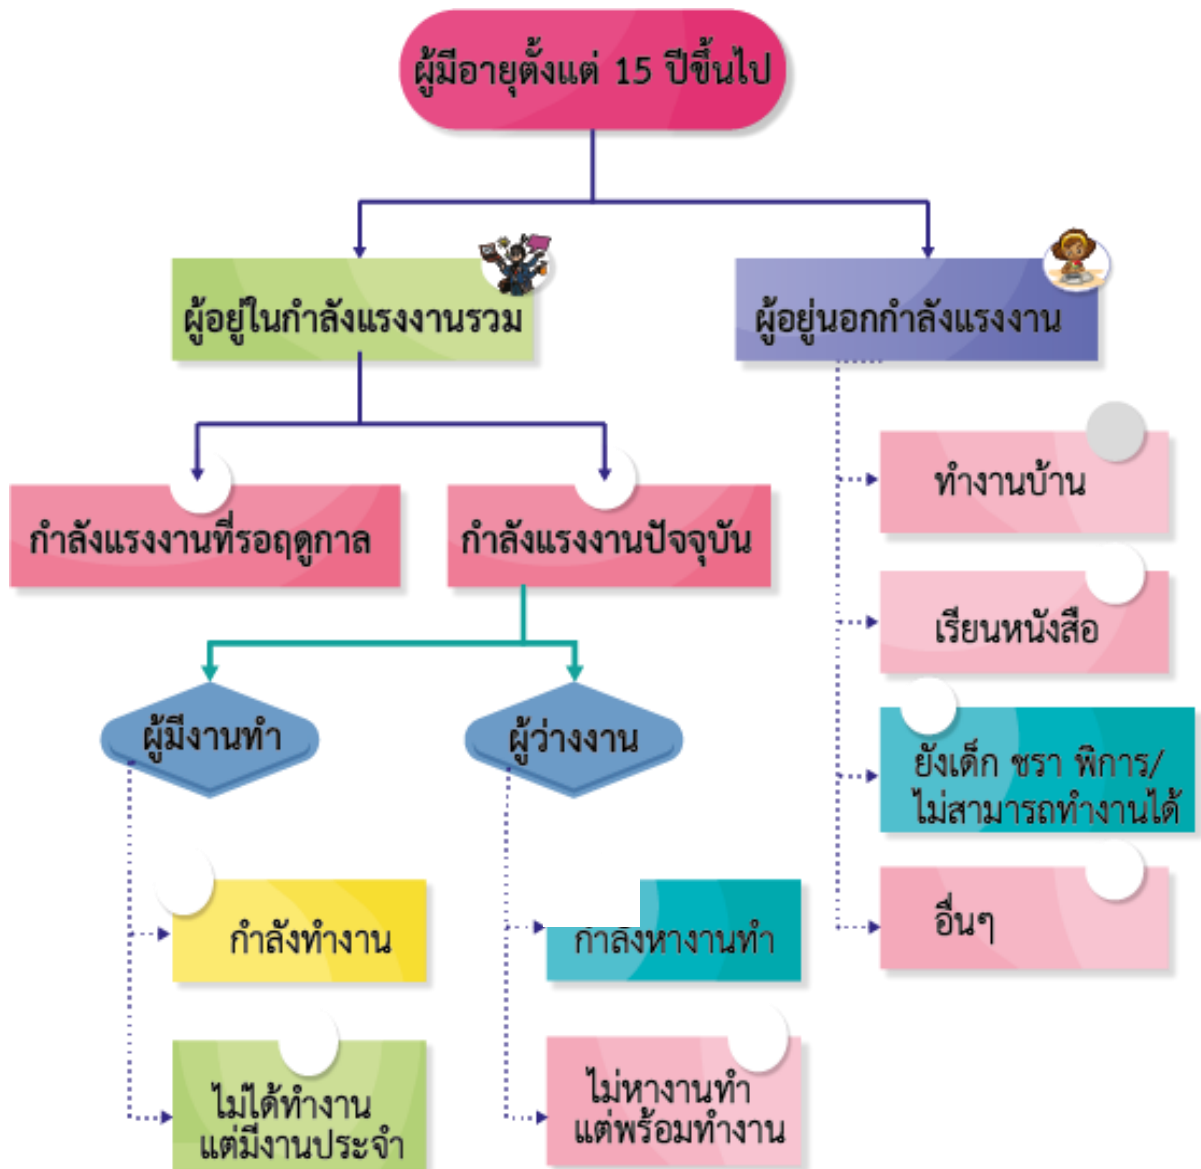 ผู้มีอายุตั้งแต่ 15 ปีขึ้นไป
ผู้อยู่ในกำลังแรงงานรวม
ผู้อยู่นอกกำลังแรงงาน
กำลังแรงงานที่รอฤดูกาล
กำลังแรงงานปัจจุบัน
ผู้มีงานทำ
ผู้ว่างงาน
กำลังทำงาน
ไม่ได้ทำงาน
แต่มีงานประจำ
กำลังหางานทำ
ไม่หางานทำ
แต่พร้อมทำงาน
ทำงานบ้าน
เรียนหนังสือ
ยังเด็ก ชรา พิการ/
ไม่สามารถทำงานได้
อื่นๆ